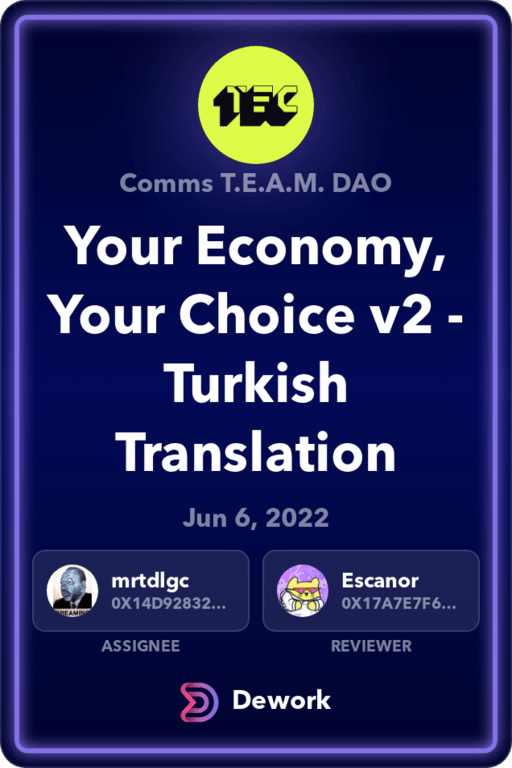 TEC
Comms T.E.A.M. DAO
Your Economy,
Your Choice v2 -
Turkish
Translation
Jun 6, 2022
mrtdlgc
0X14D92832...
Escanor
0X17A7E7F6...
ASSIGNEE
REVIEWER
Dework